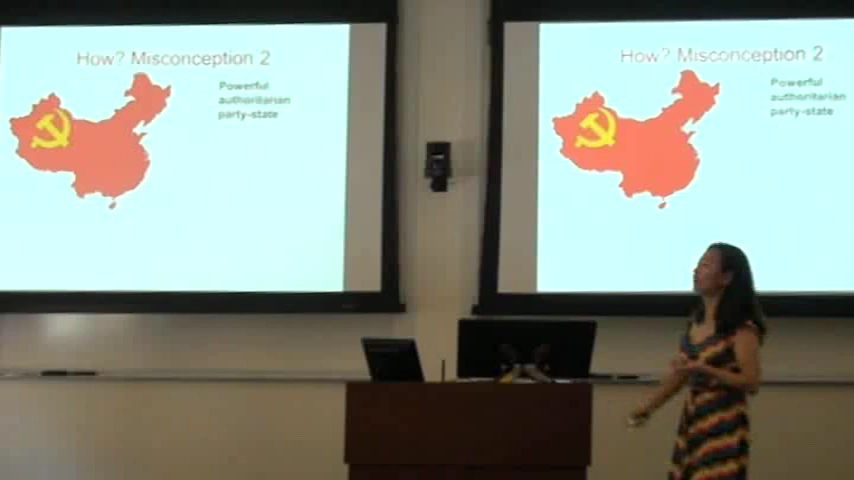 How? Misconception 2
Powerful
authoritarian
party-state
How? Misconception 2
Powerful
authoritarian
party-state